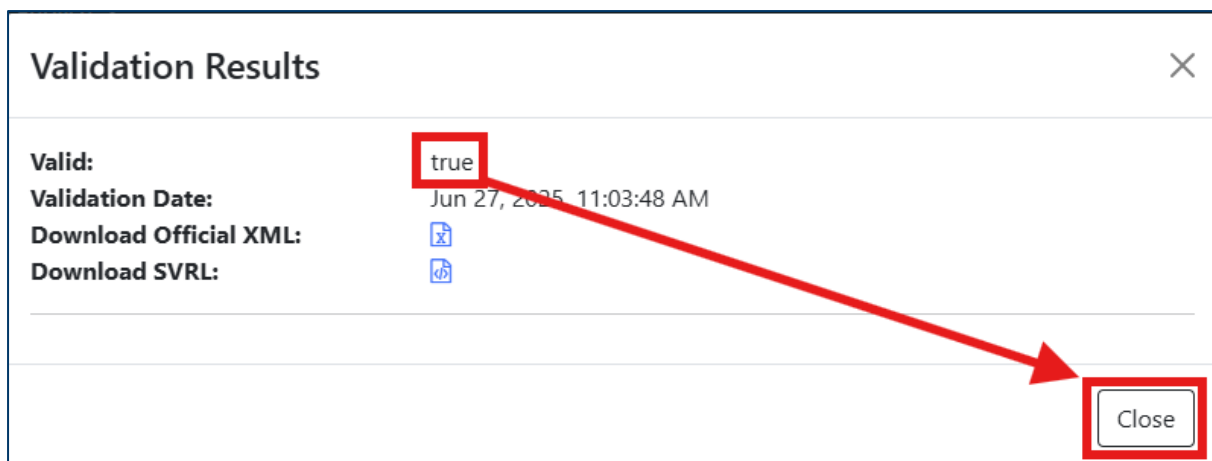 Validation Results
Valid: true
Validation Date: Jun 27, 2025, 11:03:48 AM
Download Official XML:
Download SVRL:
Close